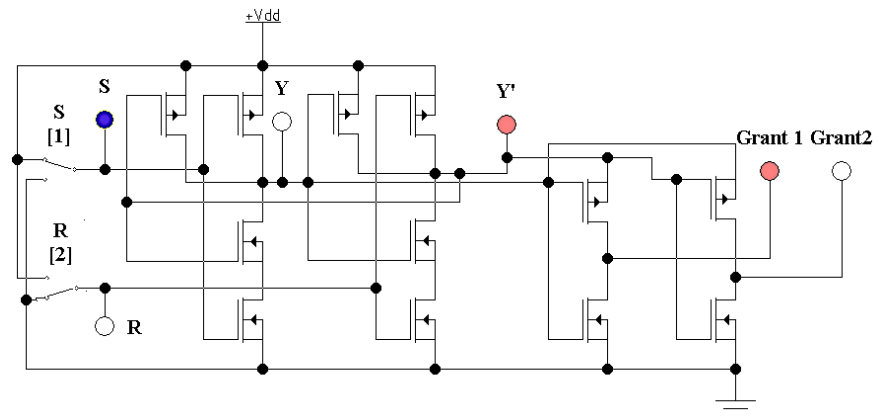 +Vdd
S
Y
Y'
S
[1]
Grant 1 Grant2
R
[2]
R